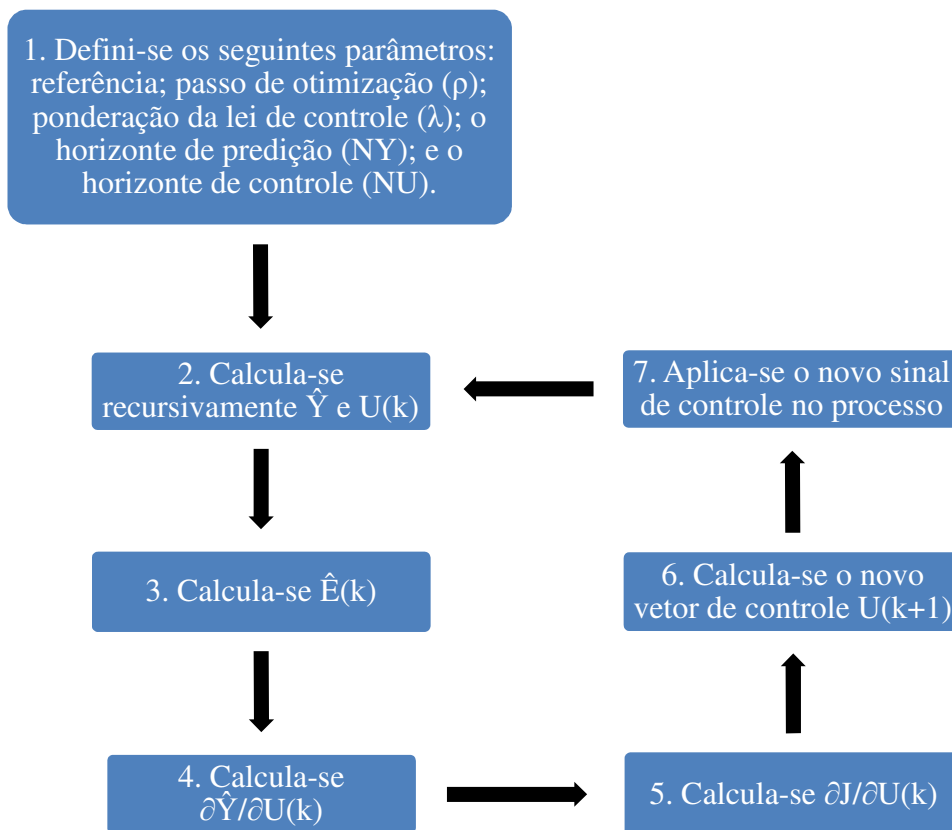 1. Defini-se os seguintes parâmetros:
referência; passo de otimização (ρ);
ponderação da lei de controle (λ); o
horizonte de predição (NY); e o
horizonte de controle (NU).
2. Calcula-se
recursivamente Ŷ e U(k)
3. Calcula-se Ê(k)
4. Calcula-se
∂Ŷ/∂U(k)
5. Calcula-se ∂J/∂U(k)
6. Calcula-se o novo
vetor de controle U(k+1)
7. Aplica-se o novo sinal
de controle no processo